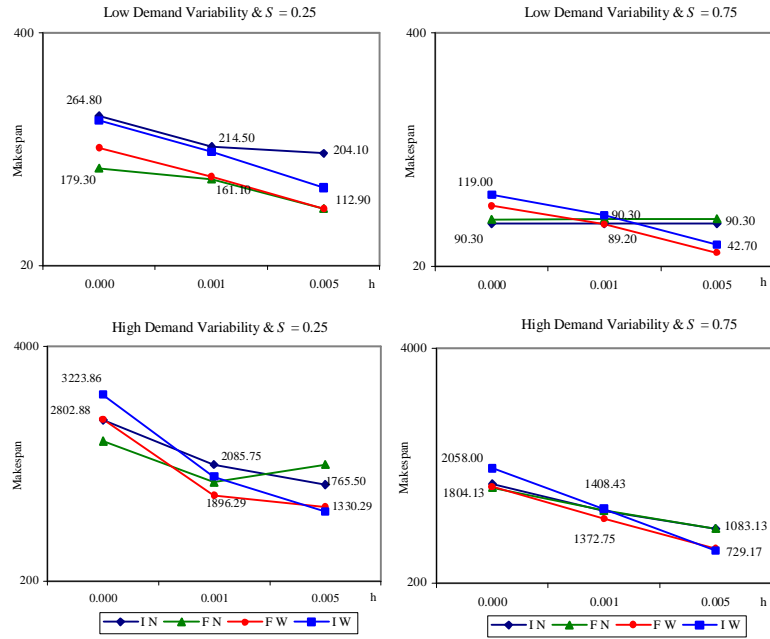 Low Demand Variability & S = 0.25
400
264.80
214.50
204.10
179.30
161.10
112.90
Makespan
20
0.000 0.001 0.005 h
Low Demand Variability & S = 0.75
400
119.00
90.30
90.30
90.30
89.20
42.70
Makespan
20
0.000 0.001 0.005 h
High Demand Variability & S = 0.25
4000
3223.86
2802.88
2085.75
1765.50
1896.29
1330.29
Makespan
200
0.000 0.001 0.005 h
I N F N F W I W
High Demand Variability & S = 0.75
4000
2058.00
1408.43
1804.13
1083.13
1372.75
729.17
Makespan
200
0.000 0.001 0.005 h
I N F N F W I W